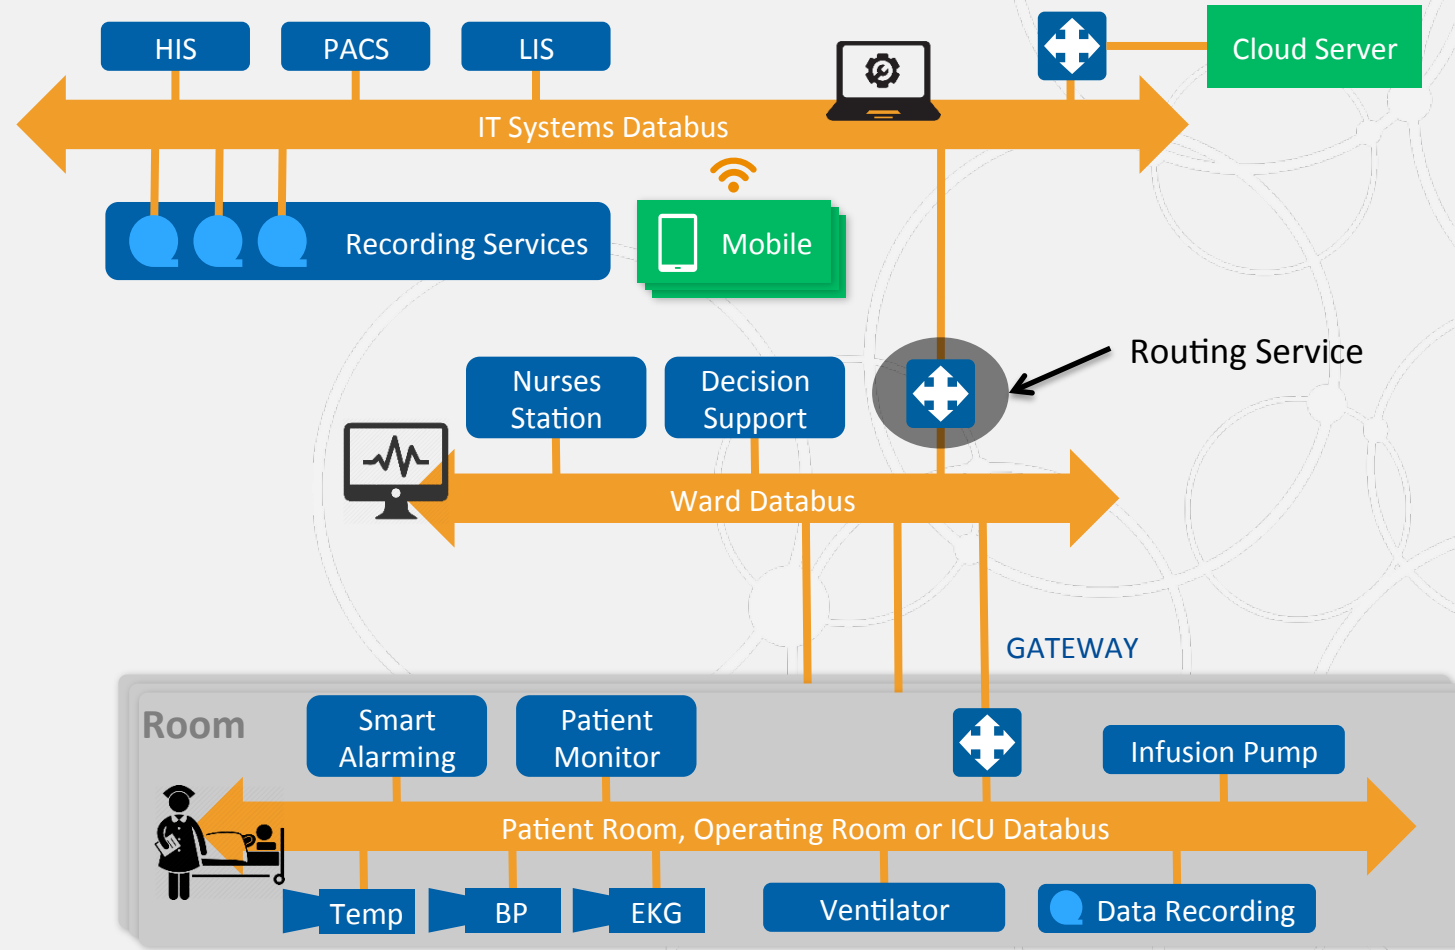 HIS
PACS
LIS
Cloud Server
IT Systems Databus
Recording Services
Mobile
Routing Service
Nurses
Station
Decision
Support
Ward Databus
GATEWAY
Room
Smart
Alarming
Patient
Monitor
Infusion Pump
Patient Room, Operating Room or ICU Databus
Temp
BP
EKG
Ventilator
Data Recording